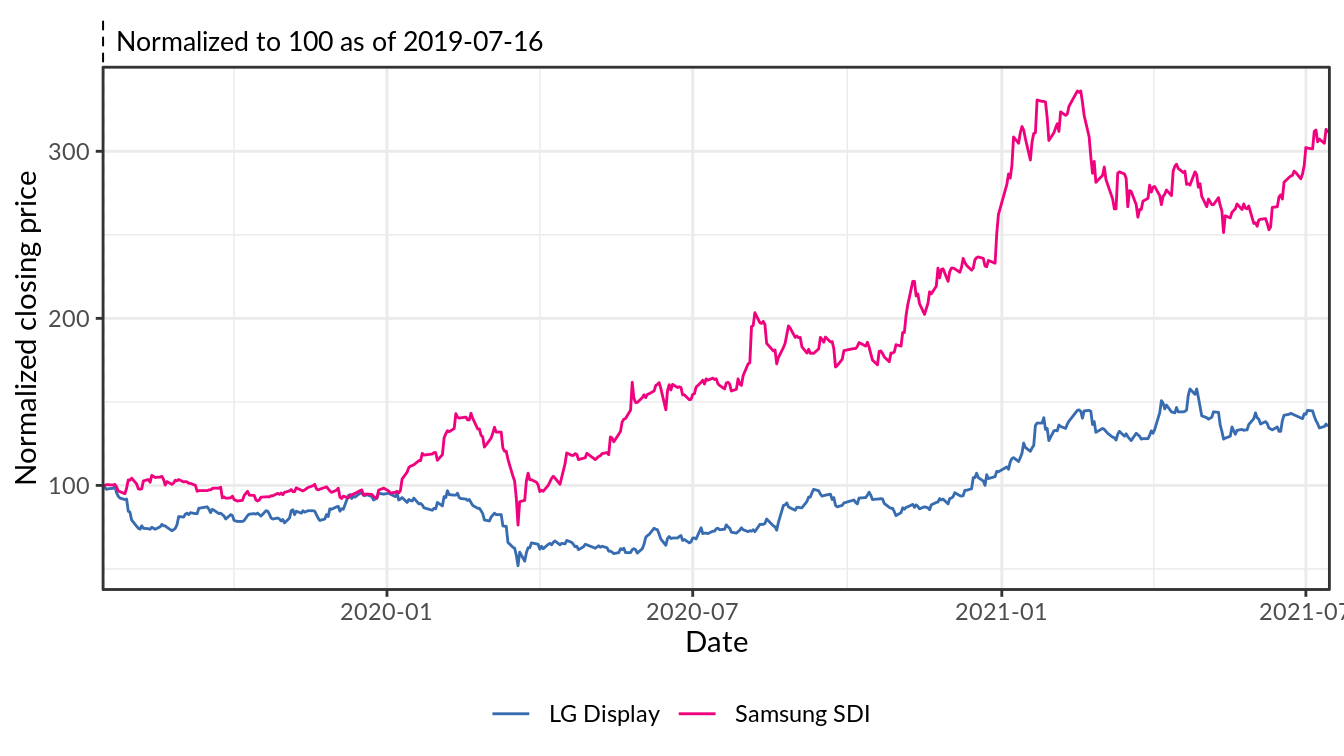 Normalized to 100 as of 2019-07-16
Normalized closing price
300
200
100
2020-01
2020-07
2021-01
2021-07
Date
LG Display
Samsung SDI